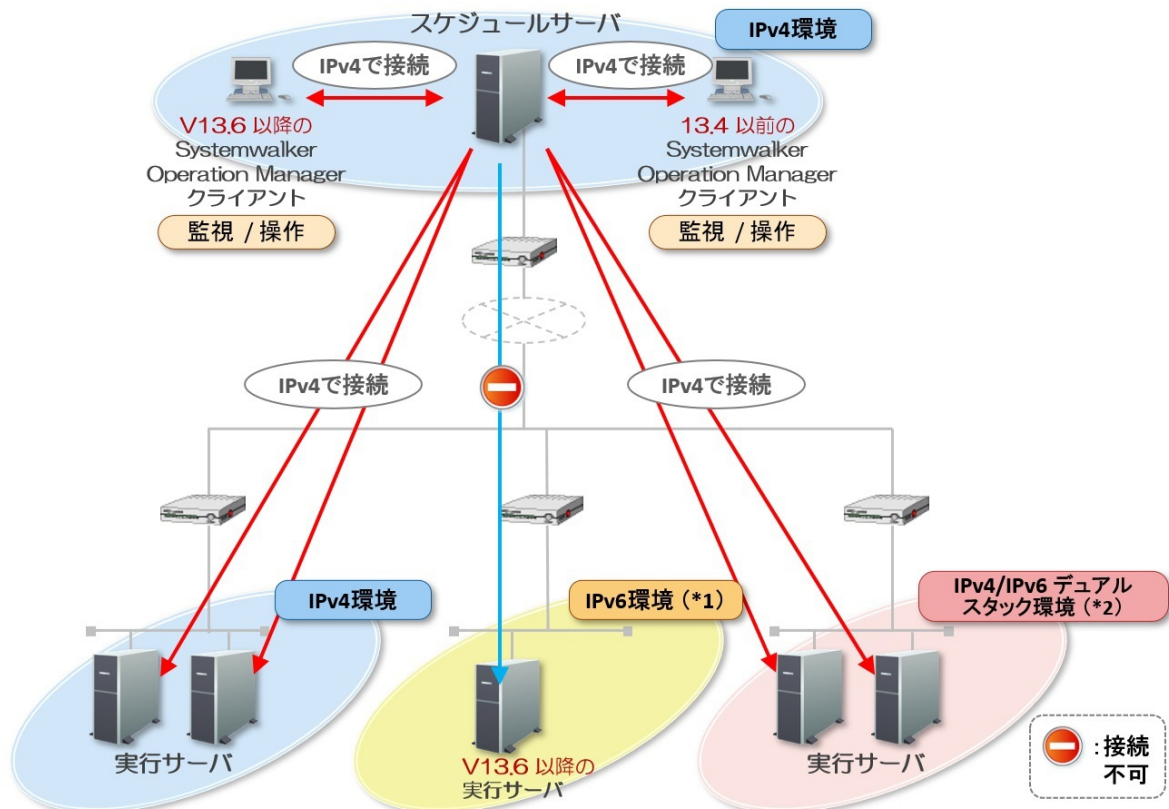 スケジュールサーバ
IPv4環境
IPv4で接続
IPv4で接続
V13.6 以降の
Systemwalker
Operation Manager
クライアント
監視 / 操作
13.4 以前の
Systemwalker
Operation Manager
クライアント
監視 / 操作
IPv4で接続
IPv4で接続
IPv4環境
IPv6環境（*1）
IPv4/IPv6 デュアル
スタック環境（*2）
実行サーバ
V13.6 以降の
実行サーバ
実行サーバ
：接続
不可